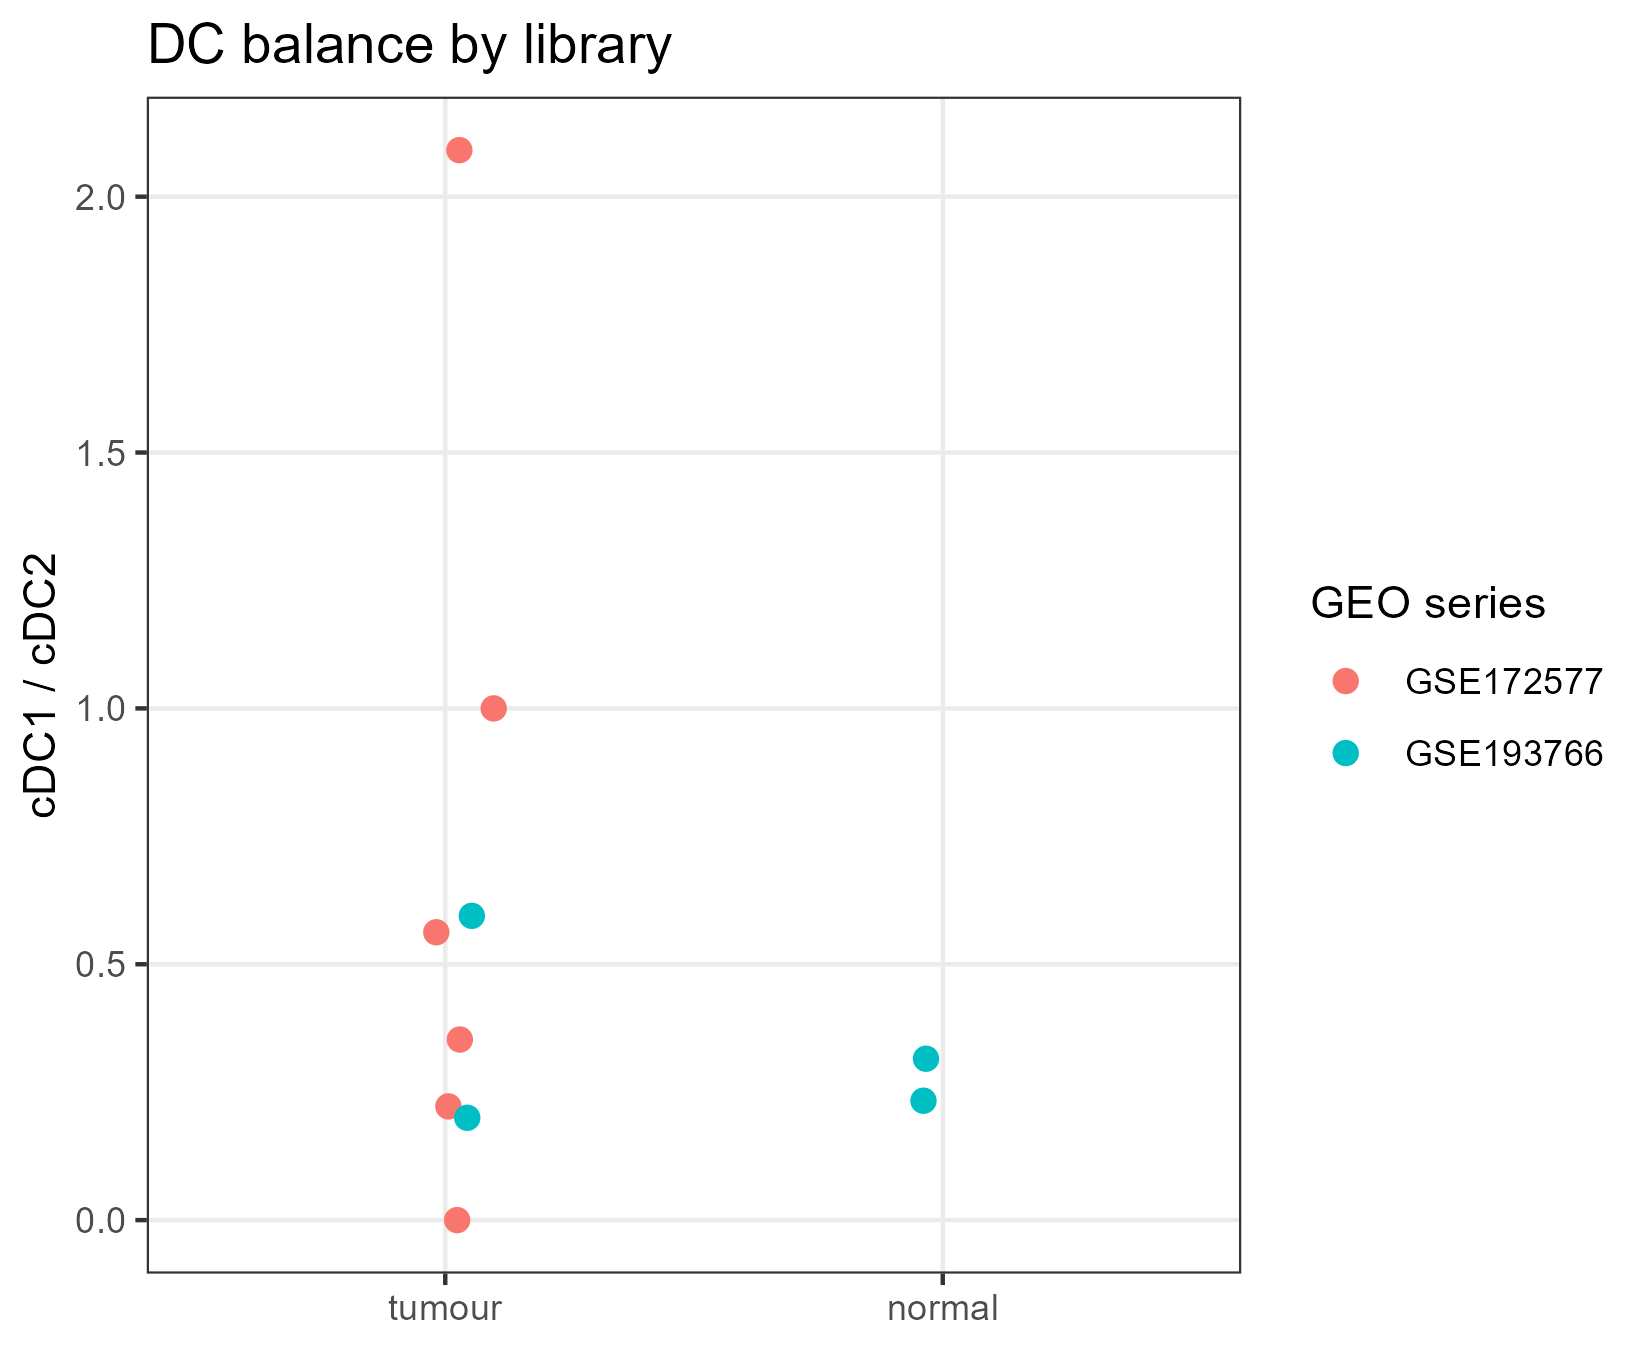 DC balance by library
cDC1 / cDC2
2.0
1.5
1.0
0.5
0.0
tumour
normal
GEO series
GSE172577
GSE193766